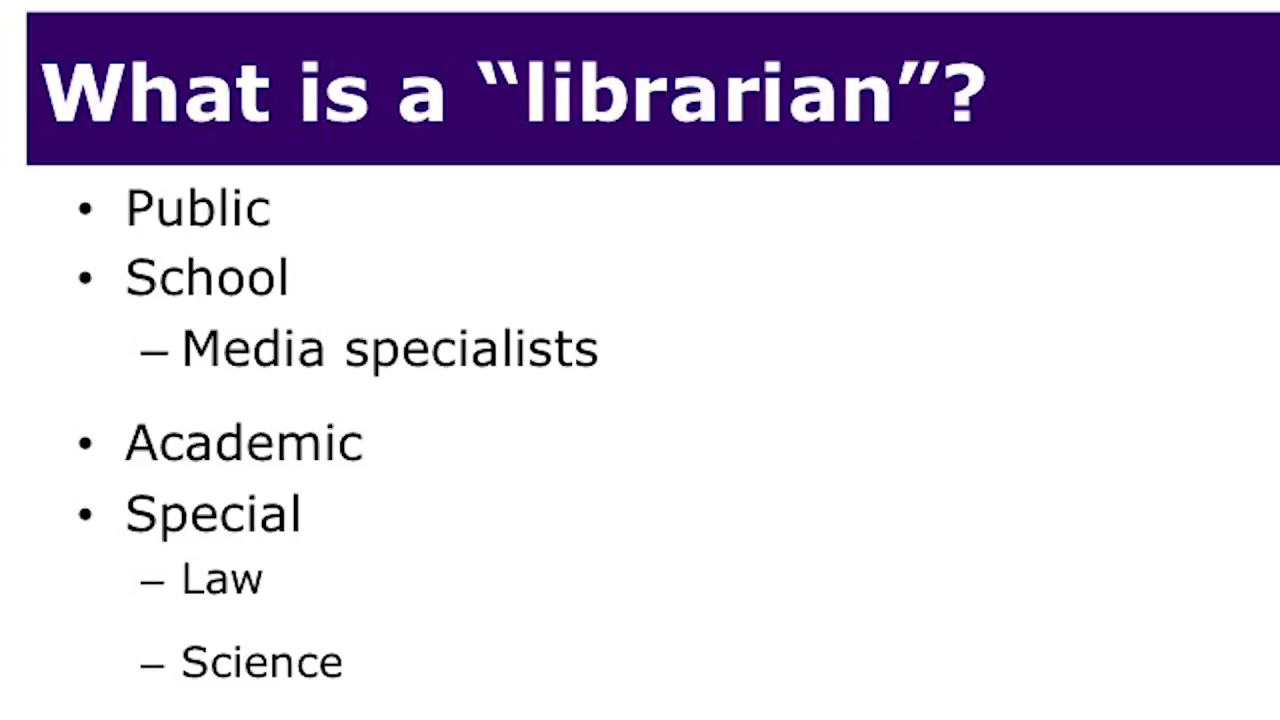 What is a “librarian”?
• Public
• School
– Media specialists
• Academic
• Special
– Law
– Science